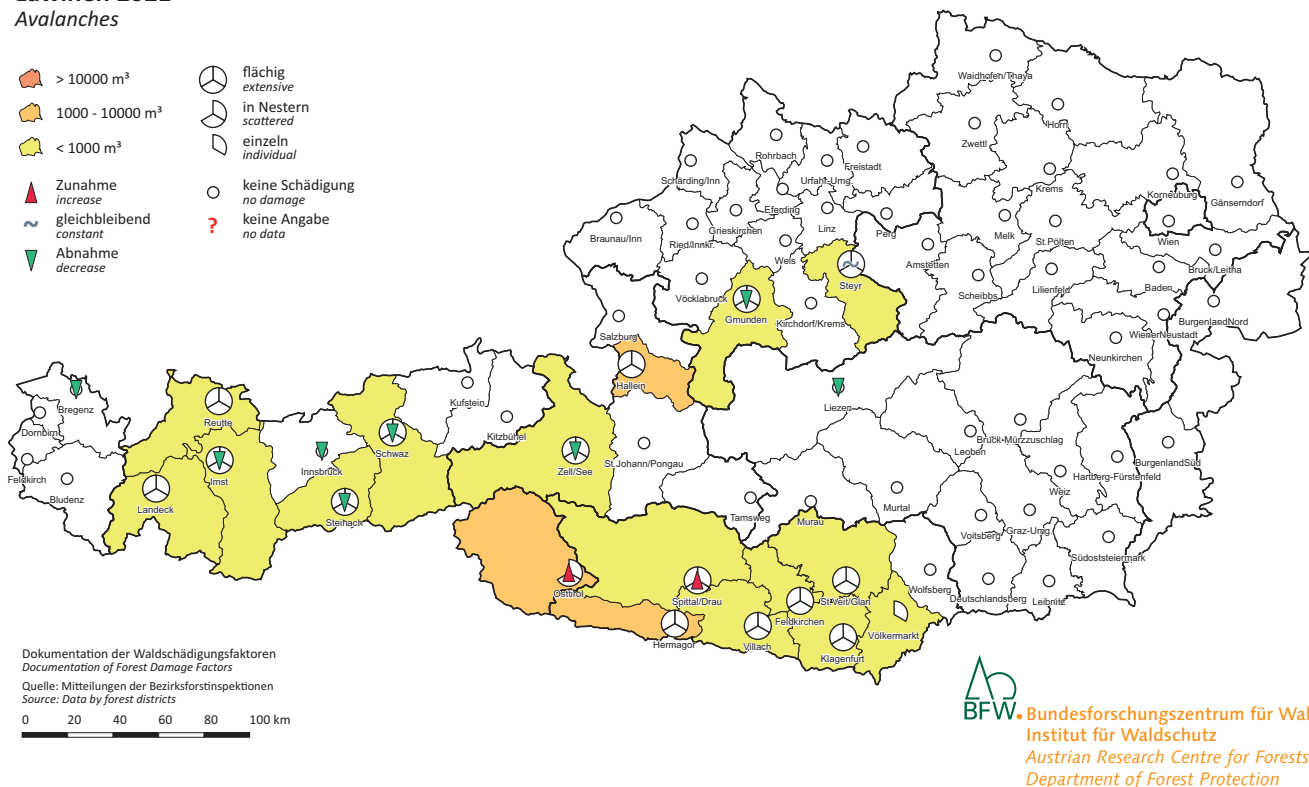 Avalanches
> 10000 m³
1000 - 10000 m³
< 1000 m³
flächig
extensive
in Nestern
scattered
einzeln
individual
Zunahme
increase
~ gleichbleibend
constant
Abnahme
decrease
keine Schädigung
no damage
? keine Angabe
no data
Waidhofen/Thaya
Horn
Zwettl
Rohrbach
Freistadt
Schärding/Inn
Urfahr-Umg.
Krems
Korneuburg
Gänserndorf
Eferding
Grieskirchen
Linz
Perg
Melk
St.Pölten
Wien
Braunau/Inn
Ried/Innkr.
Wels
Amstetten
Bruck/Leitha
Steyr
Scheibbs
Lilienfeld
Baden
Vöcklabruck
Gmunden
Kirchdorf/Krems
BurgenlandNord
WienerNeustadt
Salzburg
Neunkirchen
Hallein
Bregenz
Kufstein
Liezen
Dornbirn
Reutte
Kitzbühel
Bruck-Mürzzuschlag
Leoben
Schwaz
Innsbruck
Zell/See
St.Johann/Pongau
BurgenlandSüd
Feldkirch
Bludenz
Imst
Hartberg-Fürstenfeld
Weiz
Landeck
Steinach
Tamsweg
Murau
Murtal
Voitsberg
Graz-Umg.
Südoststeiermark
Osttirol
Spittal/Drau
St.Veit/Glan
Wolfsberg
Deutschlandsberg
Leibnitz
Feldkirchen
Völkermarkt
Hermagor
Villach
Klagenfurt
Dokumentation der Waldschädigungsfaktoren
Documentation of Forest Damage Factors
Quelle: Mitteilungen der Bezirksforstinspektionen
Source: Data by forest districts
0 20 40 60 80 100 km
BFW
Bundesforschungszentrum für Wal
Institut für Waldschutz
Austrian Research Centre for Forests
Department of Forest Protection